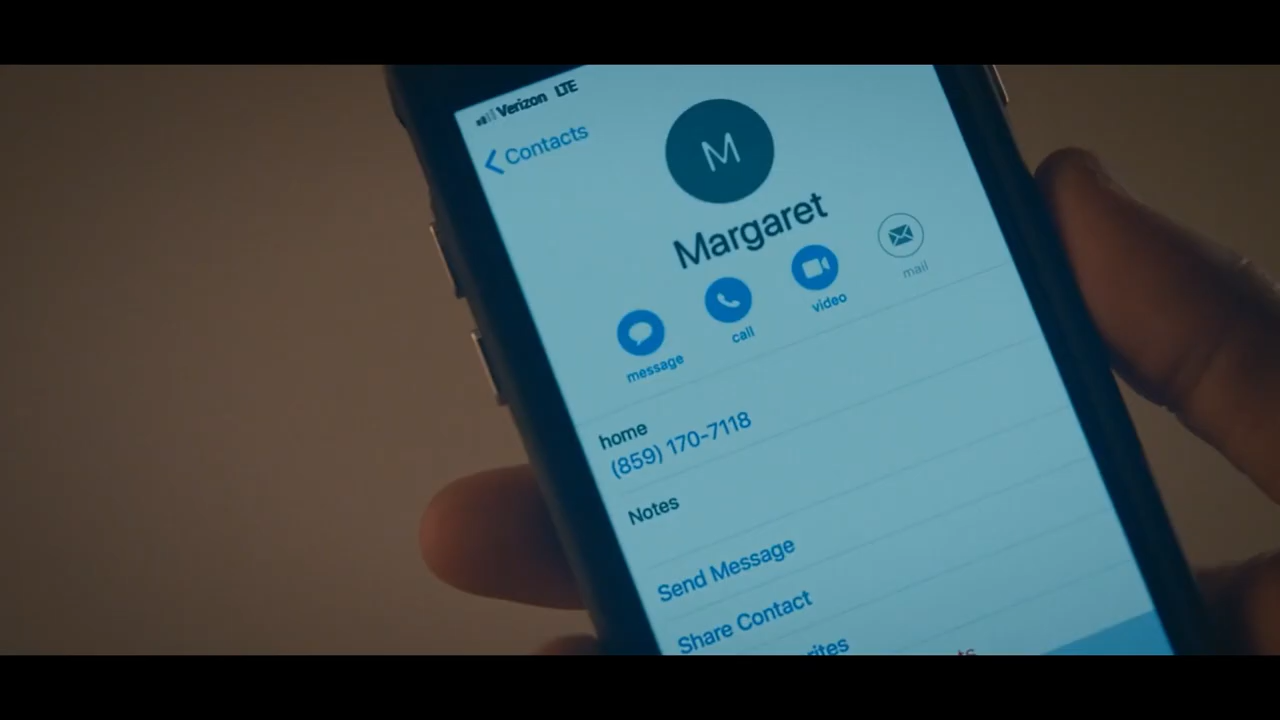 Verizon LTE
Contacts
M
Margaret
message
call
video
mail
home
(859) 170-7118
Notes
Send Message
Share Contact